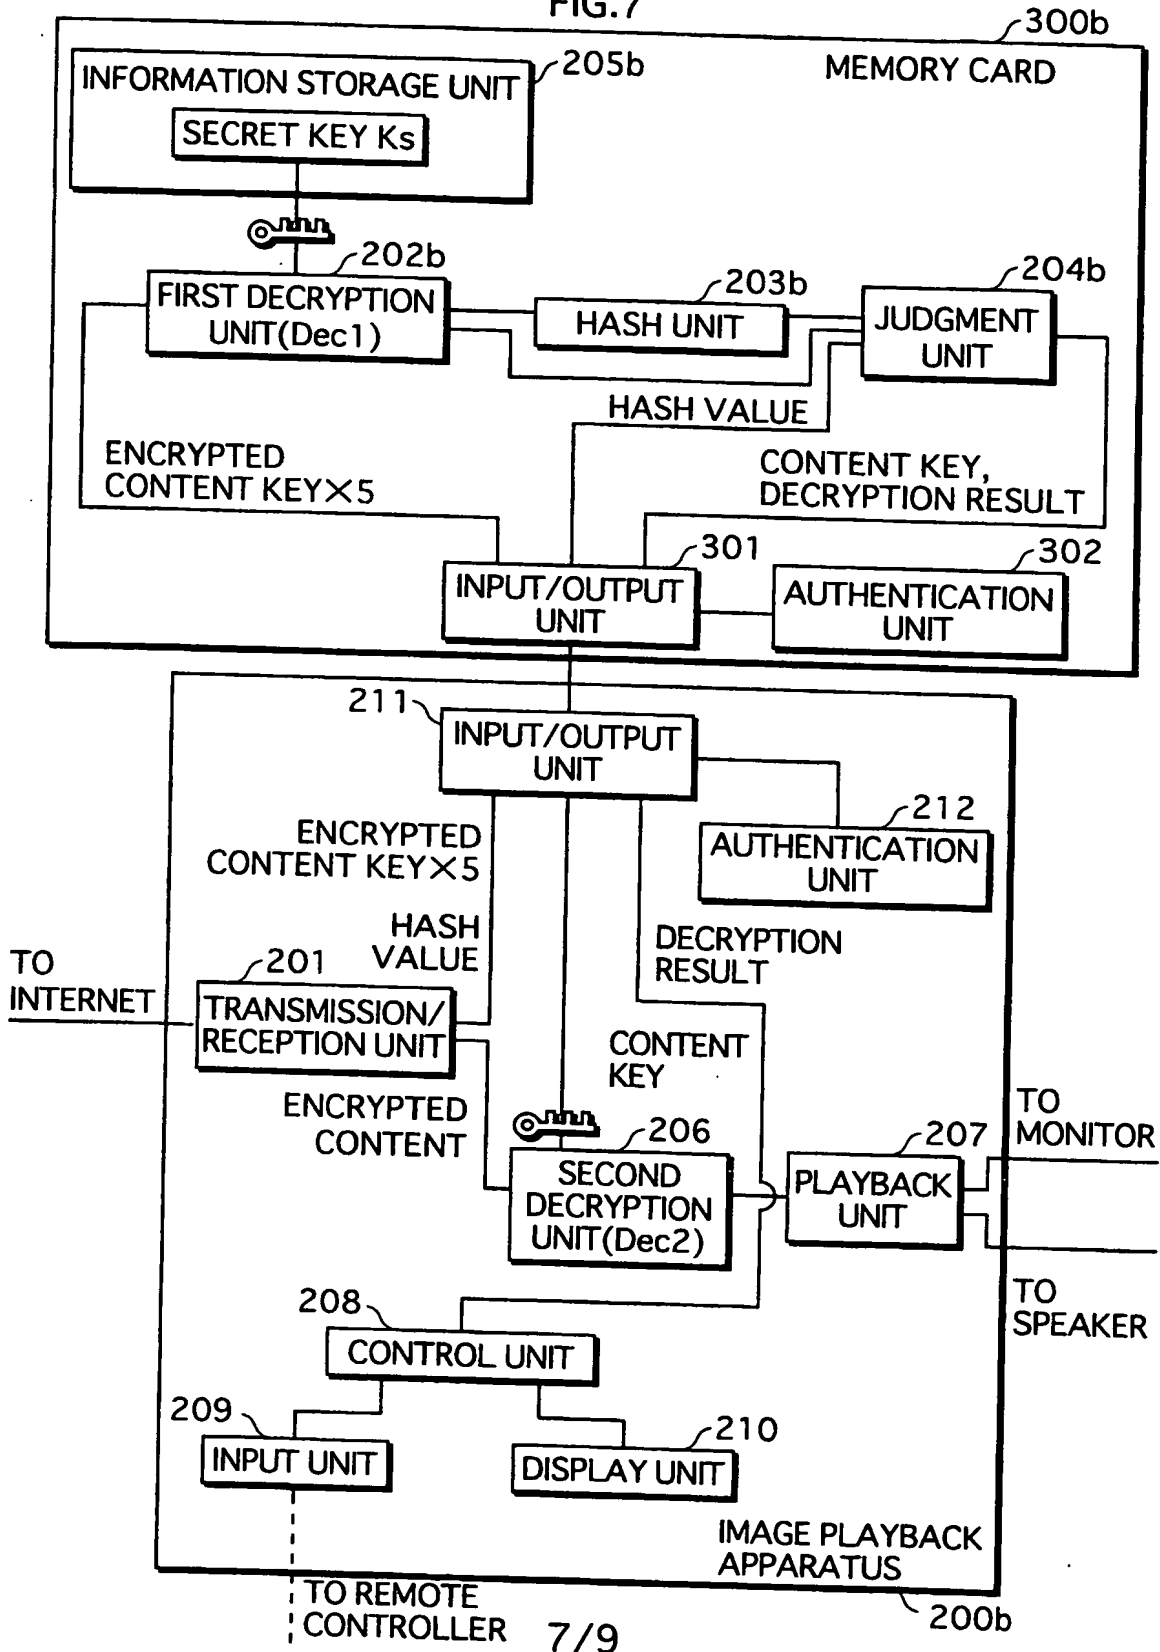 FIG.7
300b
205b
MEMORY CARD
INFORMATION STORAGE UNIT
SECRET KEY Ks
202b
203b
204b
FIRST DECRYPTION
UNIT(Dec1)
HASH UNIT
JUDGMENT
UNIT
HASH VALUE
ENCRYPTED
CONTENT KEY×5
CONTENT KEY,
DECRYPTION RESULT
301
302
INPUT/OUTPUT
UNIT
AUTHENTICATION
UNIT
211
INPUT/OUTPUT
UNIT
212
AUTHENTICATION
UNIT
ENCRYPTED
CONTENT KEY×5
HASH
VALUE
DECRYPTION
RESULT
TO
INTERNET
201
TRANSMISSION/
RECEPTION UNIT
CONTENT
KEY
ENCRYPTED
CONTENT
206
SECOND
DECRYPTION
UNIT(Dec2)
207
PLAYBACK
UNIT
TO
MONITOR
TO
SPEAKER
208
CONTROL UNIT
209
INPUT UNIT
210
DISPLAY UNIT
IMAGE PLAYBACK
APPARATUS
200b
TO REMOTE
CONTROLLER
7/9